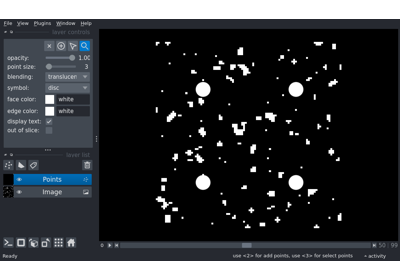 File View Plugins Window Help
layer controls
opacity: 1.00
point size: 3
blending: translucen
symbol: disc
face color: white
edge color: white
display text:
out of slice:
layer list
Points
Image
0 50 99
Ready use <2> for add points, use <3> for select points activity